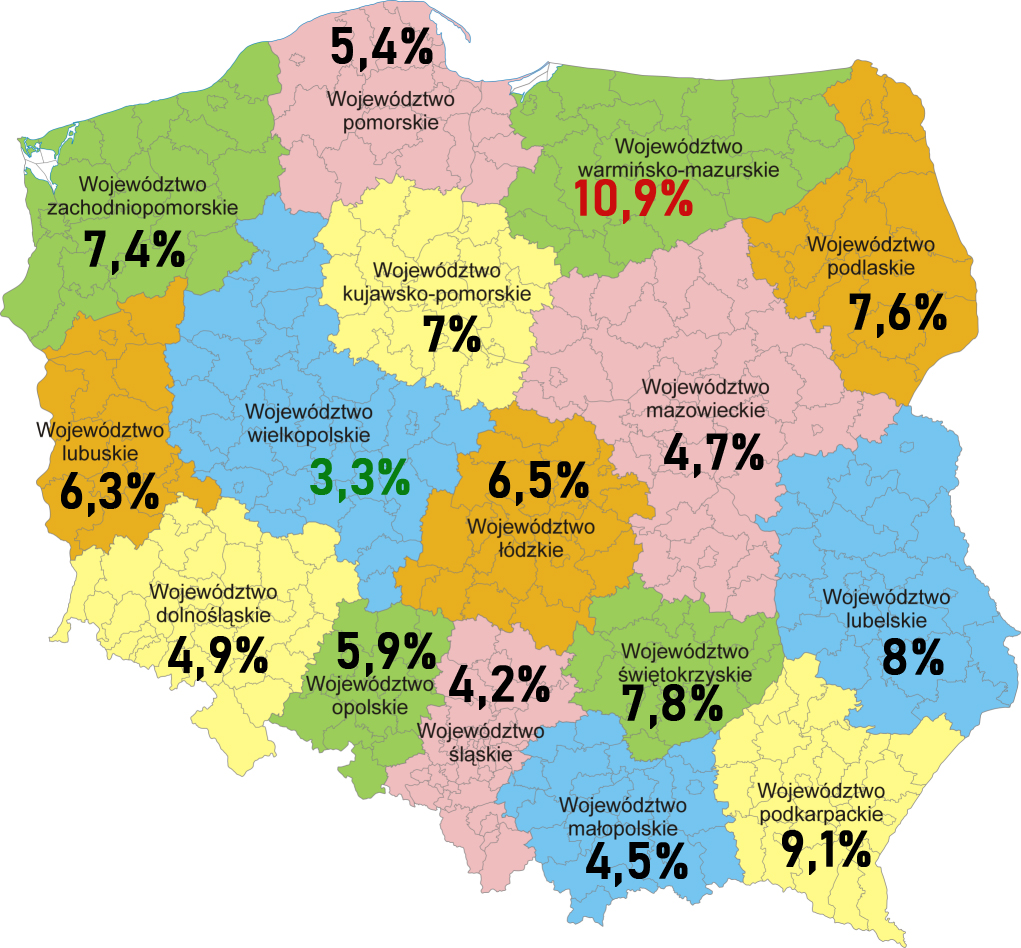 5,4%
Województwo
pomorskie
Województwo
warmińsko-mazurskie
10,9%
Województwo
zachodniopomorskie
7,4%
Województwo
kujawsko-pomorskie
7%
Województwo
podlaskie
7,6%
Województwo
mazowieckie
4,7%
Województwo
lubuskie
6,3%
Województwo
wielkopolskie
3,3%
6,5%
Województwo
łódzkie
Województwo
dolnośląskie
4,9%
5,9%
Województwo
opolskie
4,2%
Województwo
śląskie
Województwo
świętokrzyskie
7,8%
Województwo
lubelskie
8%
Województwo
małopolskie
4,5%
Województwo
podkarpackie
9,1%